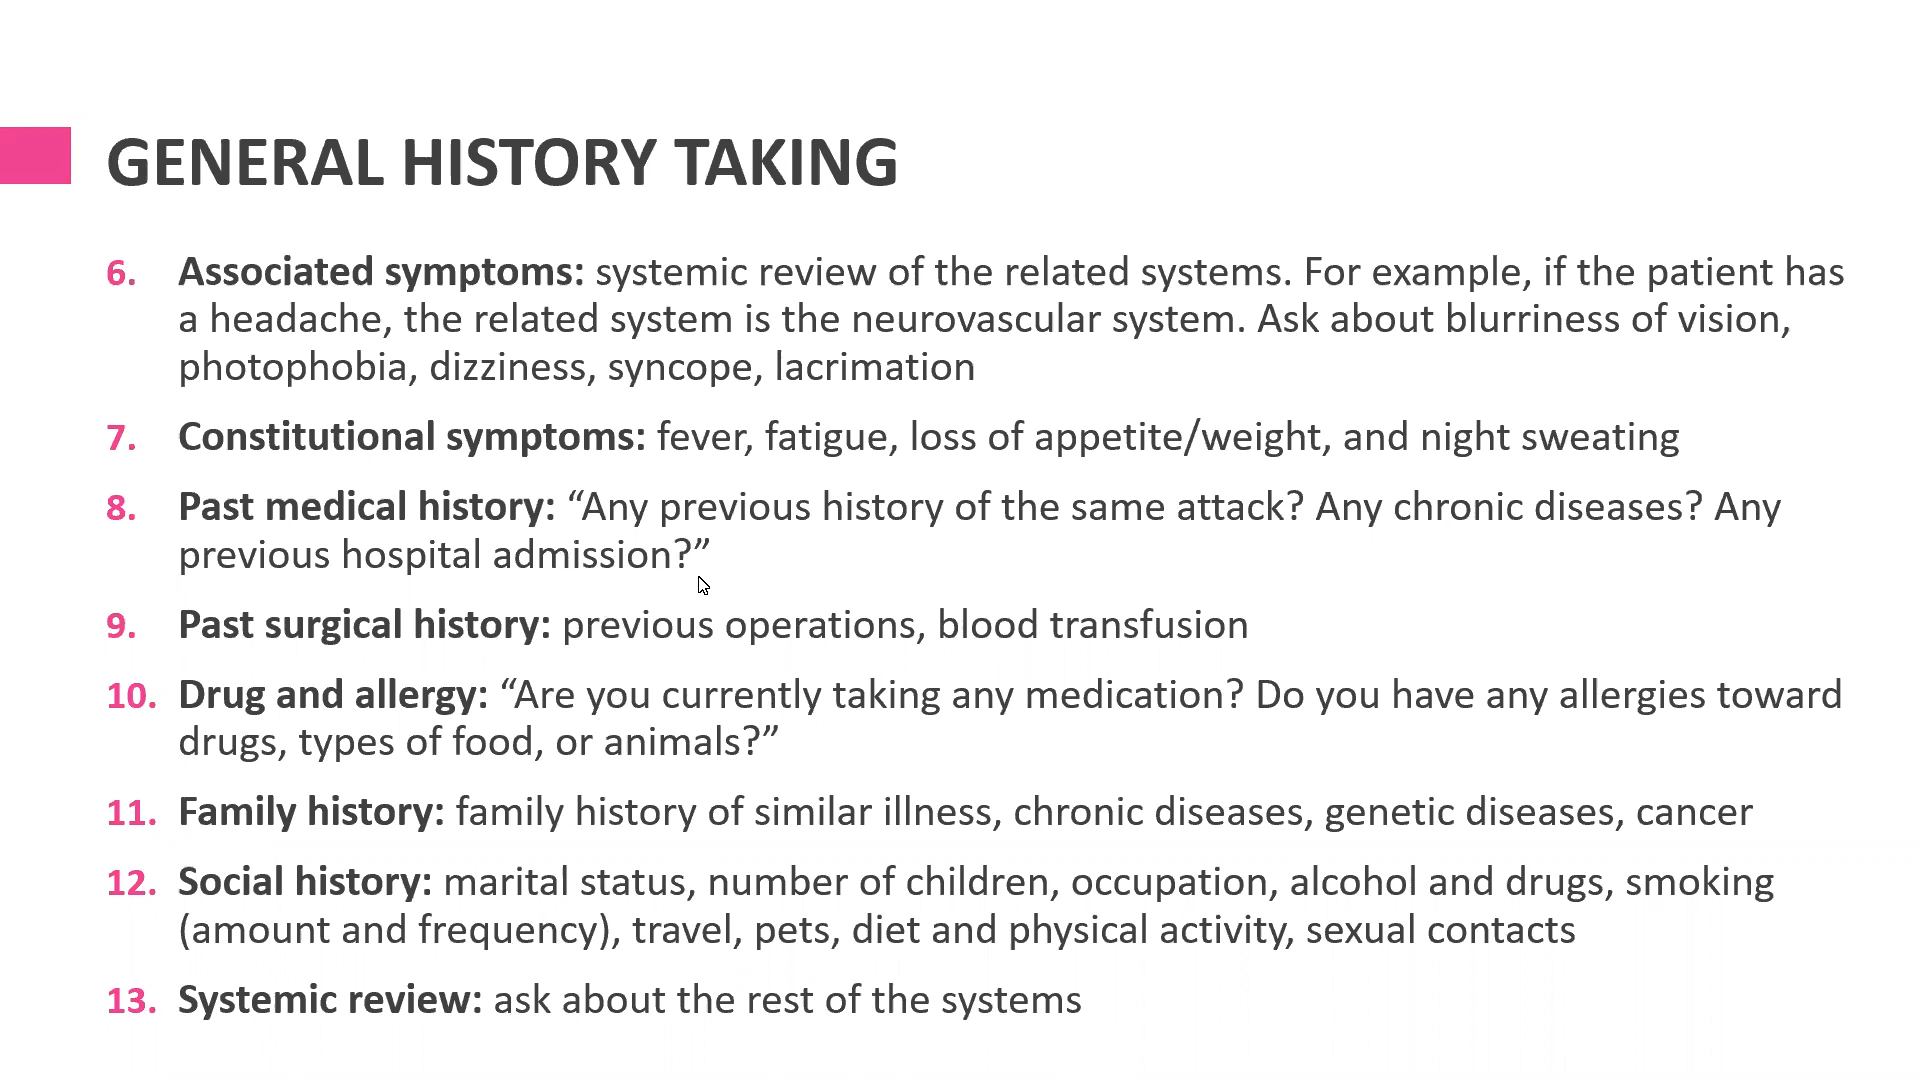 GENERAL HISTORY TAKING
6. Associated symptoms: systemic review of the related systems. For example, if the patient has
a headache, the related system is the neurovascular system. Ask about blurriness of vision,
photophobia, dizziness, syncope, lacrimation
7. Constitutional symptoms: fever, fatigue, loss of appetite/weight, and night sweating
8. Past medical history: “Any previous history of the same attack? Any chronic diseases? Any
previous hospital admission?”
9. Past surgical history: previous operations, blood transfusion
10. Drug and allergy: “Are you currently taking any medication? Do you have any allergies toward
drugs, types of food, or animals?”
11. Family history: family history of similar illness, chronic diseases, genetic diseases, cancer
12. Social history: marital status, number of children, occupation, alcohol and drugs, smoking
(amount and frequency), travel, pets, diet and physical activity, sexual contacts
13. Systemic review: ask about the rest of the systems